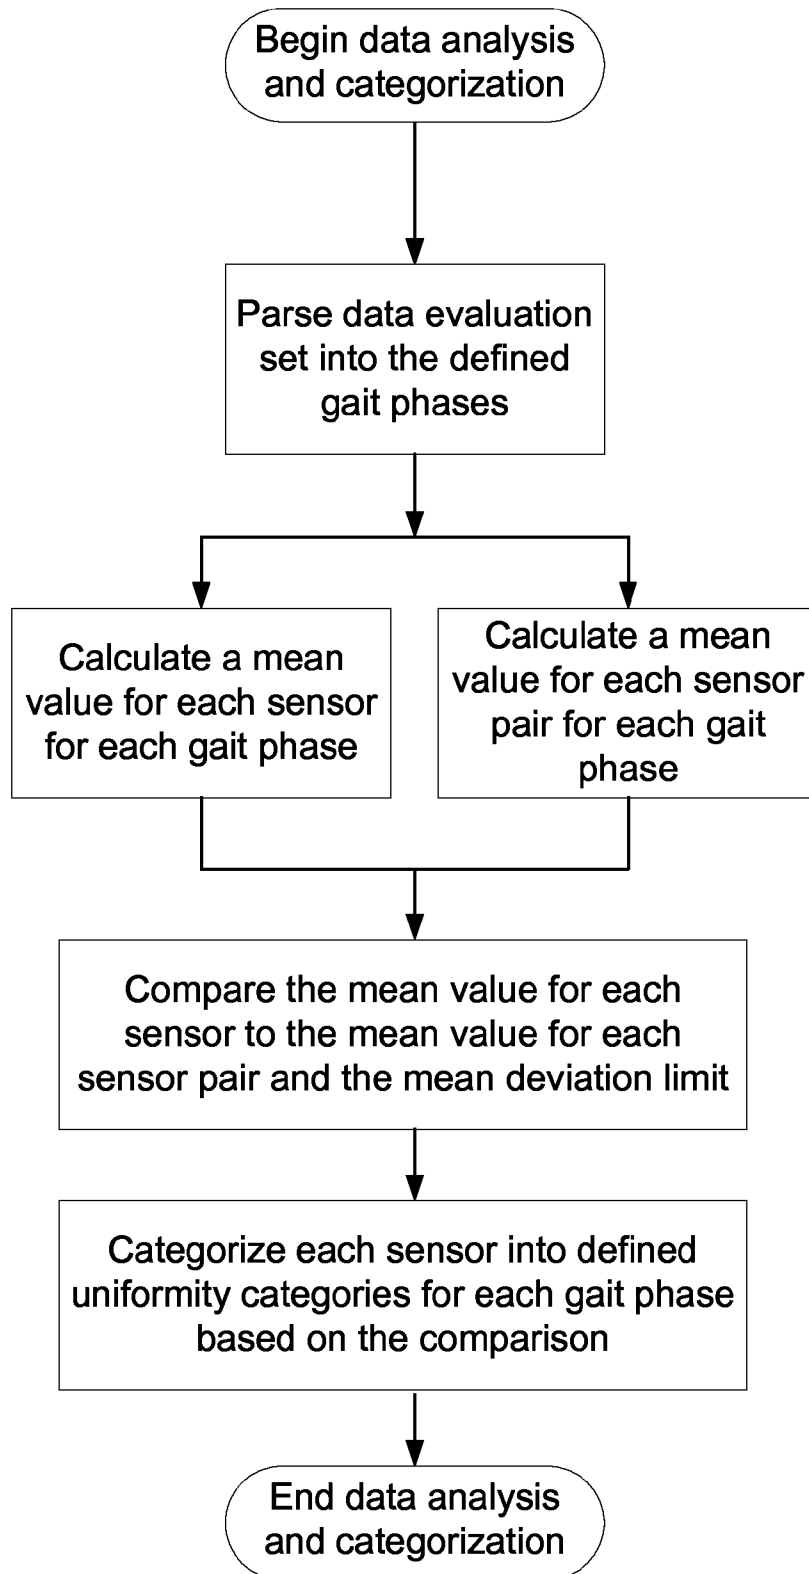 Begin data analysis
and categorization
Parse data evaluation
set into the defined
gait phases
Calculate a mean
value for each sensor
for each gait phase
Calculate a mean
value for each sensor
pair for each gait
phase
Compare the mean value for each
sensor to the mean value for each
sensor pair and the mean deviation limit
Categorize each sensor into defined
uniformity categories for each gait phase
based on the comparison
End data analysis
and categorization